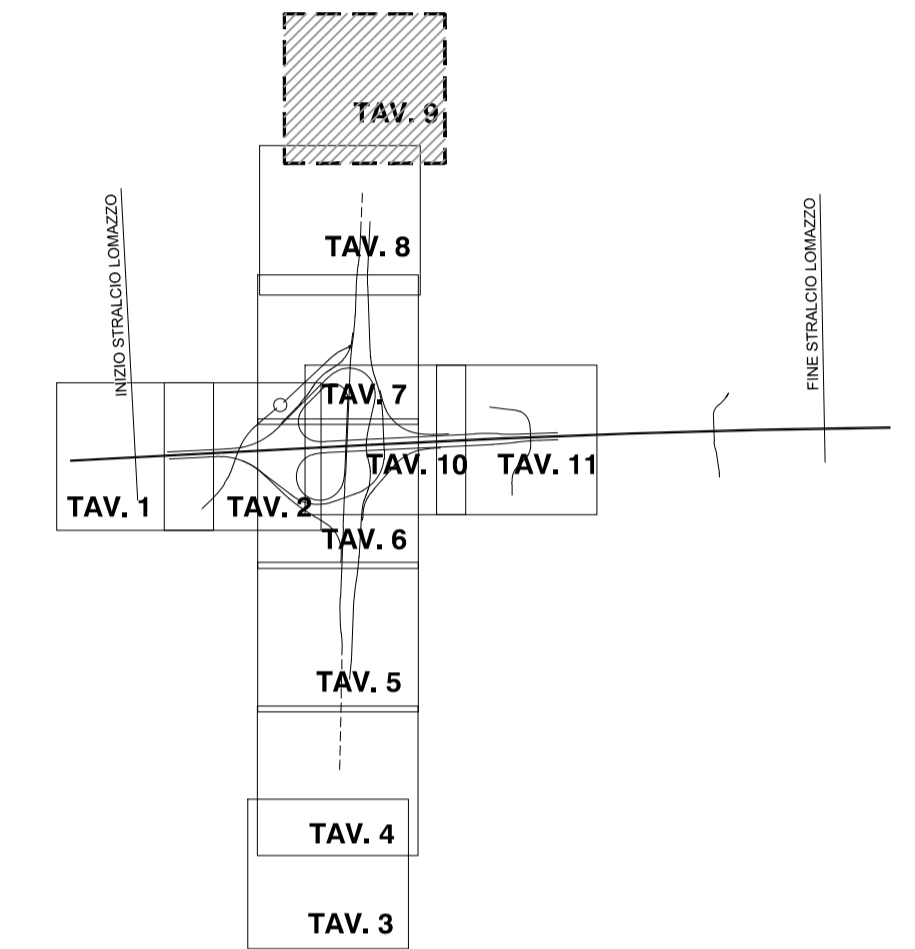 TAV. 9
INIZIO STRALCIO LOMAZZO
FINE STRALCIO LOMAZZO
TAV. 8
TAV. 7
TAV. 10
TAV. 11
TAV. 1
TAV. 2
TAV. 6
TAV. 5
TAV. 4
TAV. 3